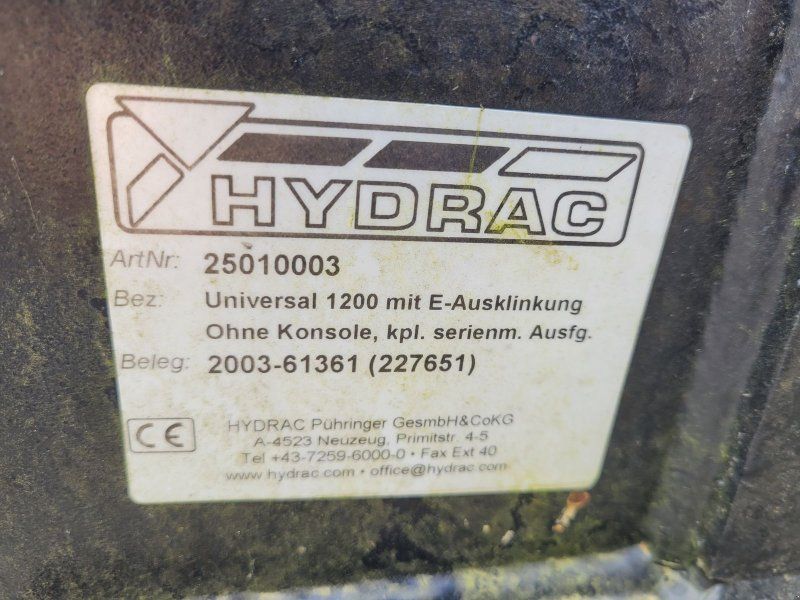 HYDRAC
ArtNr: 25010003
Bez: Universal 1200 mit E-Ausklinkung
Ohne Konsole, kpl. serienm. Ausfg.
Beleg: 2003-61361 (227651)
CE
HYDRAC Pühringer GesmbH&CoKG
A-4523 Neuzeug, Primitstr. 4-5
Tel +43-7259-6000-0 • Fax Ext 40
www.hydrac.com • office@hydrac.com